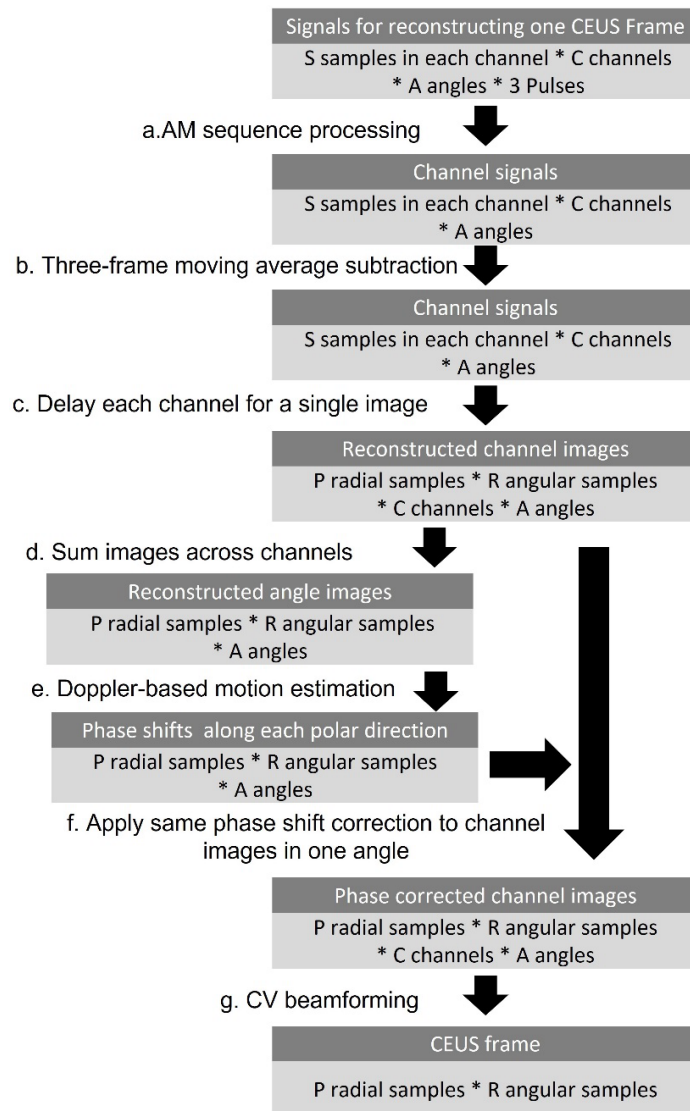 Signals for reconstructing one CEUS Frame
S samples in each channel * C channels
* A angles * 3 Pulses
a.AM sequence processing
Channel signals
S samples in each channel * C channels
* A angles
b. Three-frame moving average subtraction
Channel signals
S samples in each channel * C channels
* A angles
c. Delay each channel for a single image
Reconstructed channel images
P radial samples * R angular samples
* C channels * A angles
d. Sum images across channels
Reconstructed angle images
P radial samples * R angular samples
* A angles
e. Doppler-based motion estimation
Phase shifts along each polar direction
P radial samples * R angular samples
* A angles
f. Apply same phase shift correction to channel
images in one angle
Phase corrected channel images
P radial samples * R angular samples
* C channels * A angles
g. CV beamforming
CEUS frame
P radial samples * R angular samples